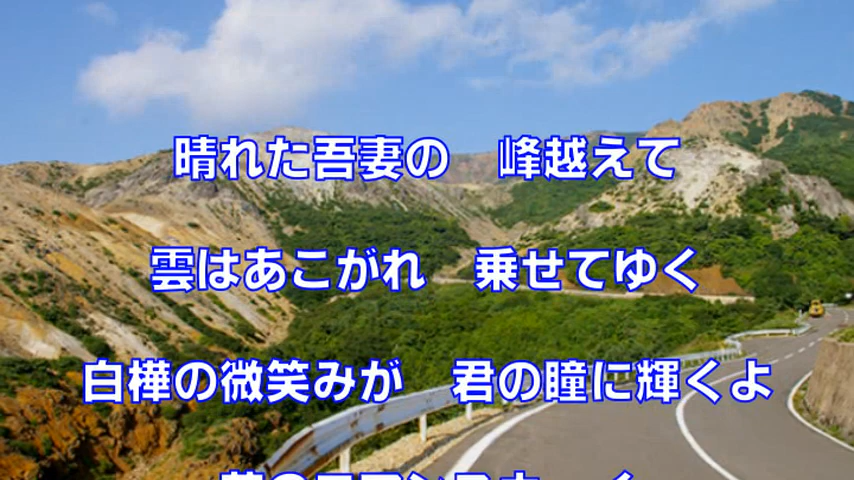 晴れた吾妻の　峰越えて
雲はあこがれ　乗せてゆく
白樺の微笑みが　君の瞳に輝くよ